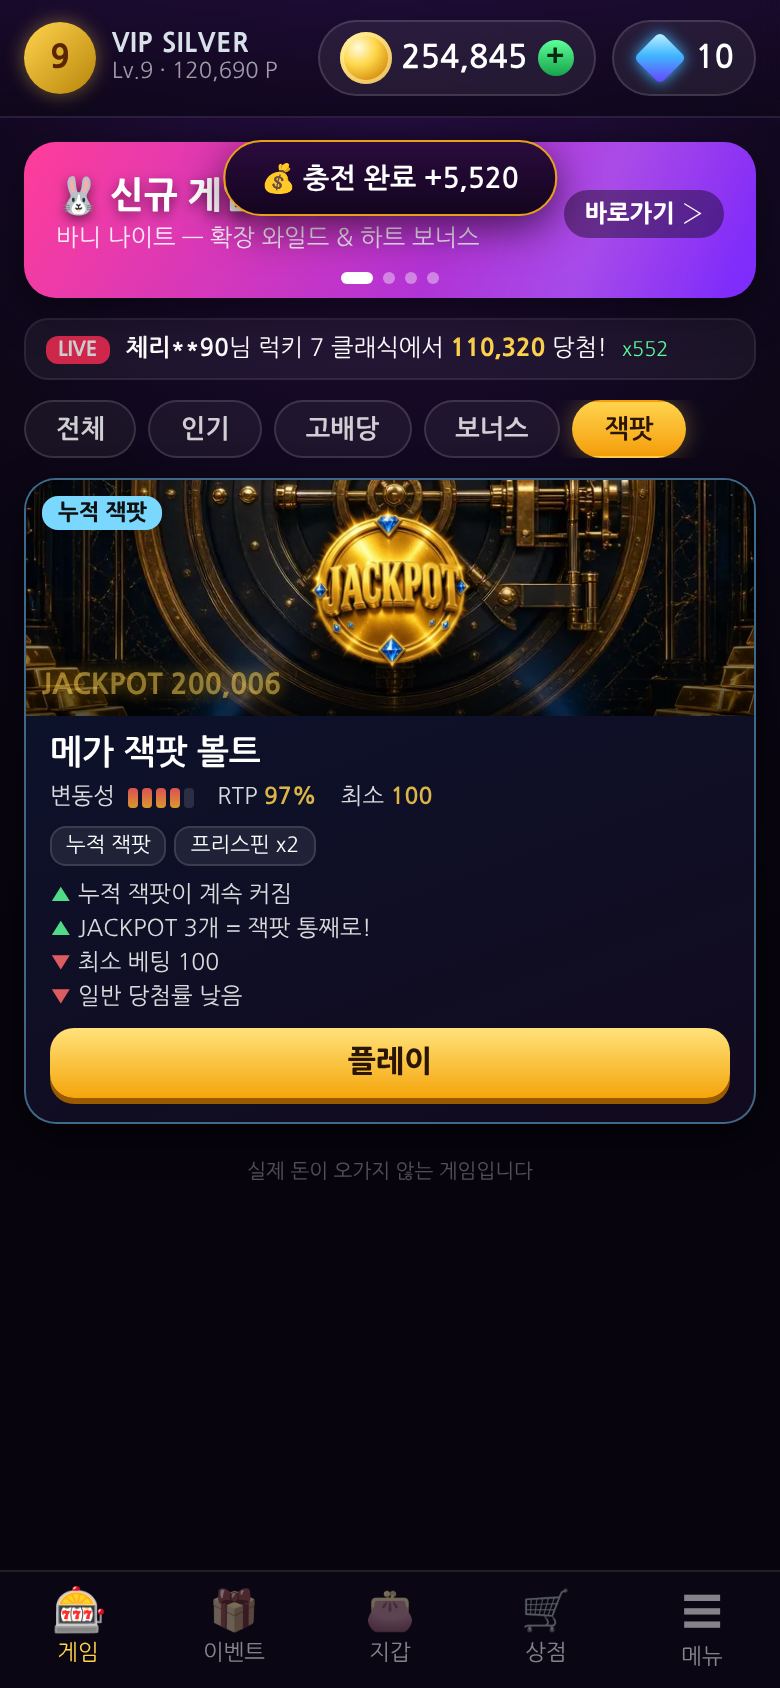 9
VIP SILVER
Lv.9 · 120,690 P
254,845 +
10
신규 게
💰 충전 완료 +5,520
바니 나이트 — 확장 와일드 & 하트 보너스
바로가기 >
LIVE 체리**90님 럭키 7 클래식에서 110,320 당첨! x552
전체 인기 고배당 보너스 잭팟
누적 잭팟
JACKPOT
JACKPOT 200,006
메가 잭팟 볼트
변동성 RTP 97% 최소 100
누적 잭팟 프리스핀 x2
▲ 누적 잭팟이 계속 커짐
▲ JACKPOT 3개 = 잭팟 통째로!
▼ 최소 베팅 100
▼ 일반 당첨률 낮음
플레이
실제 돈이 오가지 않는 게임입니다
777
게임 이벤트 지갑 상점 메뉴